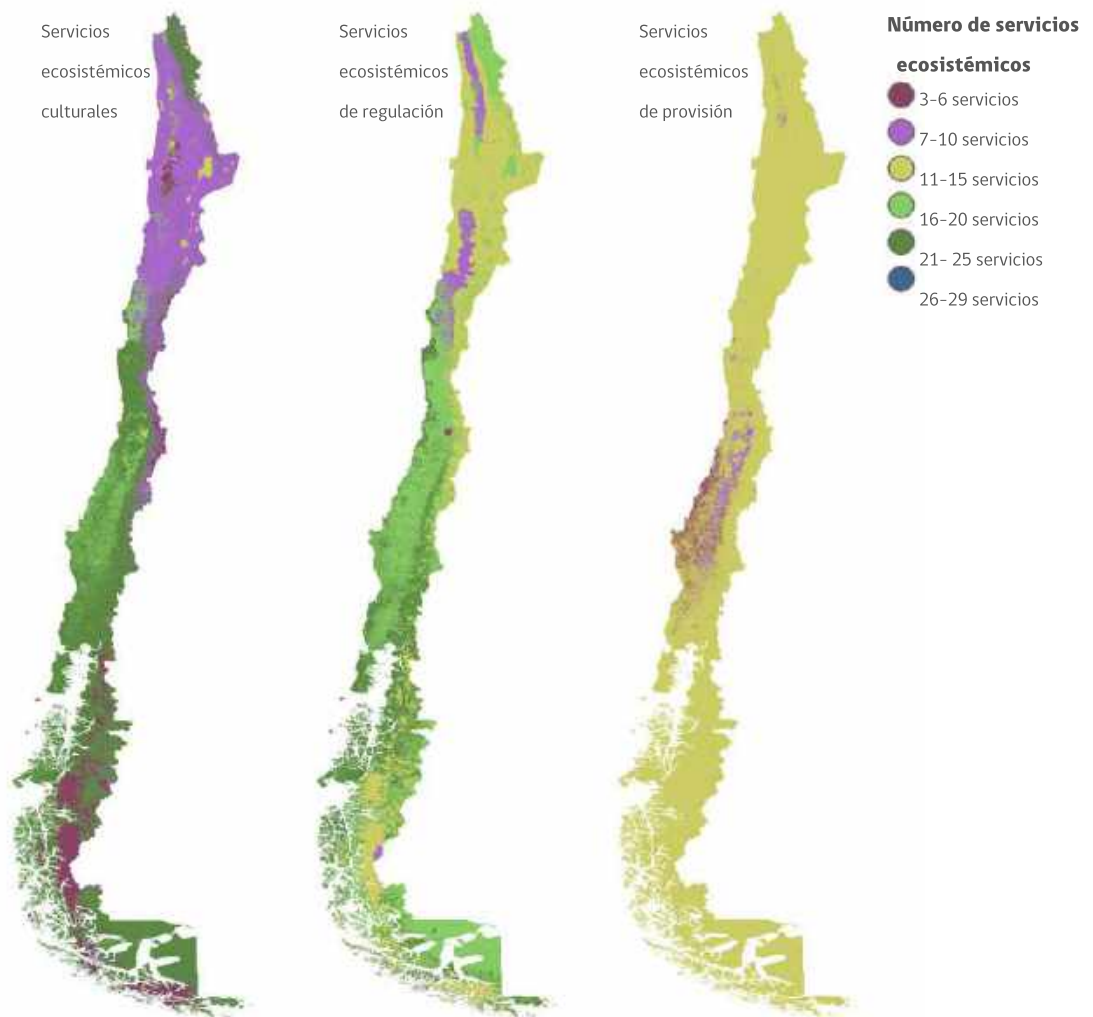 Servicios
ecosistémicos
culturales
Servicios
ecosistémicos
de regulación
Servicios
ecosistémicos
de provisión
Número de servicios
ecosistémicos
3-6 servicios
7-10 servicios
11-15 servicios
16-20 servicios
21- 25 servicios
26-29 servicios